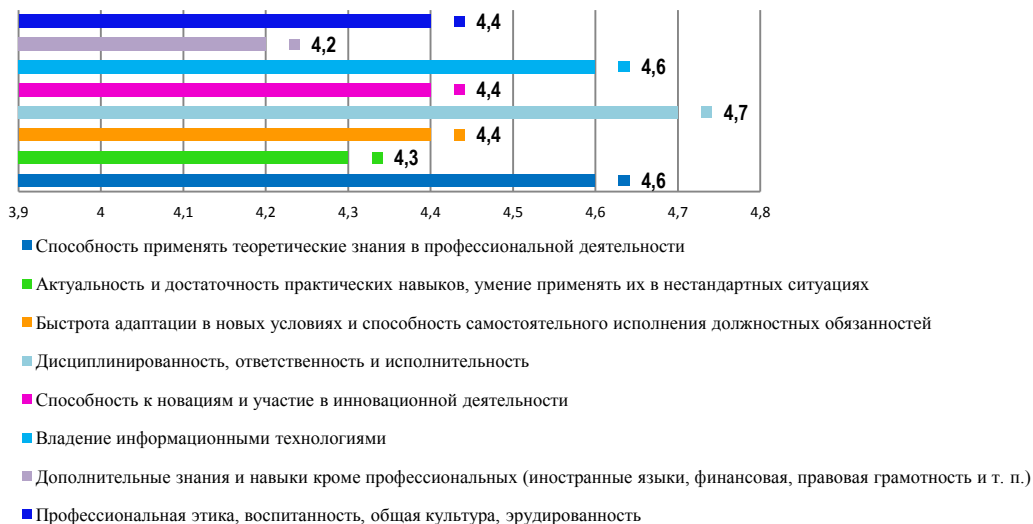 4,4
4,2
4,6
4,4
4,7
4,4
4,3
4,6
3,9 4 4,1 4,2 4,3 4,4 4,5 4,6 4,7 4,8
Способность применять теоретические знания в профессиональной деятельности
Актуальность и достаточность практических навыков, умение применять их в нестандартных ситуациях
Быстрота адаптации в новых условиях и способность самостоятельного исполнения должностных обязанностей
Дисциплинированность, ответственность и исполнительность
Способность к новациям и участие в инновационной деятельности
Владение информационными технологиями
Дополнительные знания и навыки кроме профессиональных (иностранные языки, финансовая, правовая грамотность и т. п.)
Профессиональная этика, воспитанность, общая культура, эрудированность